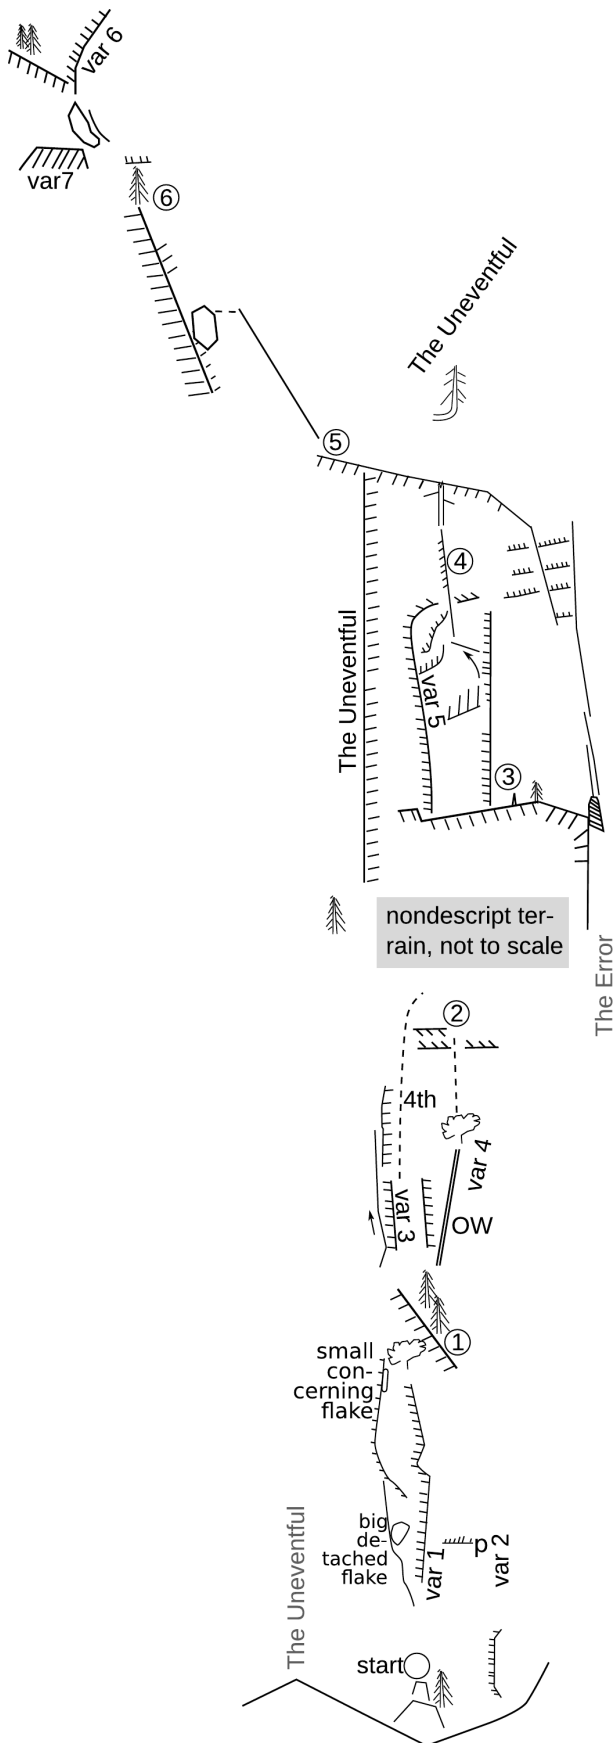 var 6
var7
6
The Uneventful
5
4
The Uneventful
var 5
3
nondescript ter-
rain, not to scale
The Error
2
4th
var 4
var 3
OW
1
small
con-
cerning
flake
The Uneventful
big
de-
tached
flake
var 1
p
var 2
start